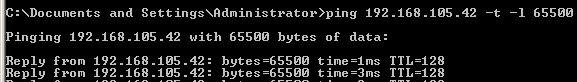 C:\Documents and Settings\Administrator>ping 192.168.105.42 -t -l 65500
Pinging 192.168.105.42 with 65500 bytes of data:
Reply from 192.168.105.42: bytes=65500 time=1ms TTL=128
Reply from 192.168.105.42: bytes=65500 time=3ms TTL=128